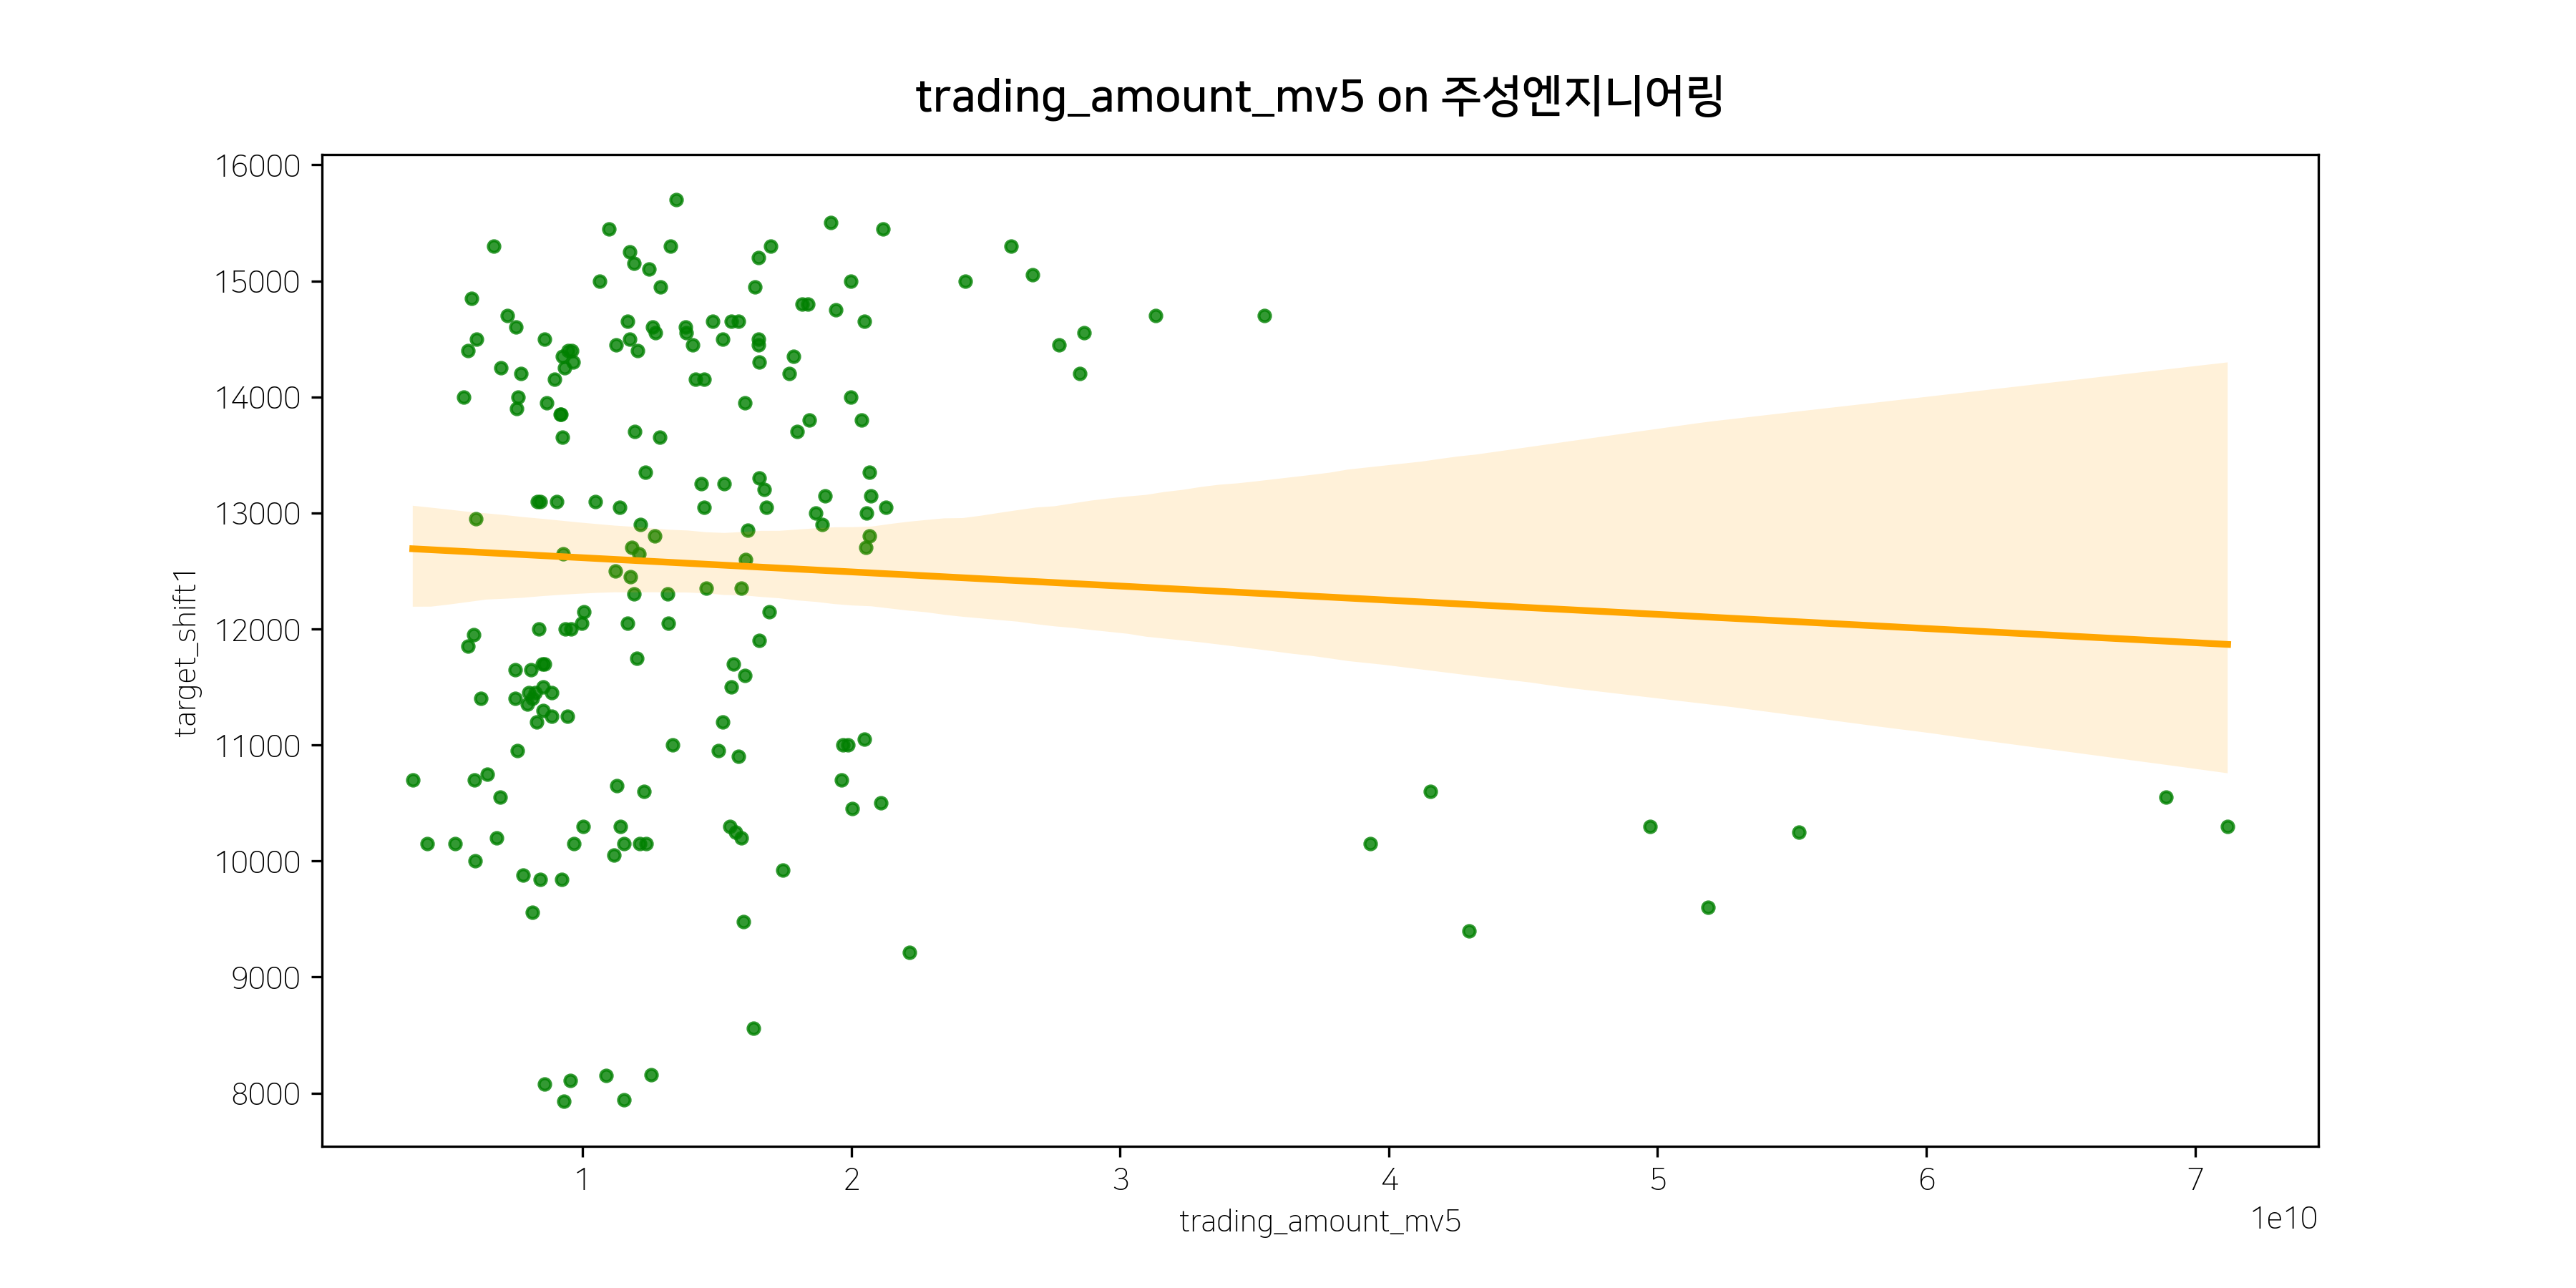 trading_amount_mv5 on 주성엔지니어링
16000
15000
14000
13000
12000
11000
10000
9000
8000
target_shift1
1 2 3 4 5 6 7
trading_amount_mv5
1e10